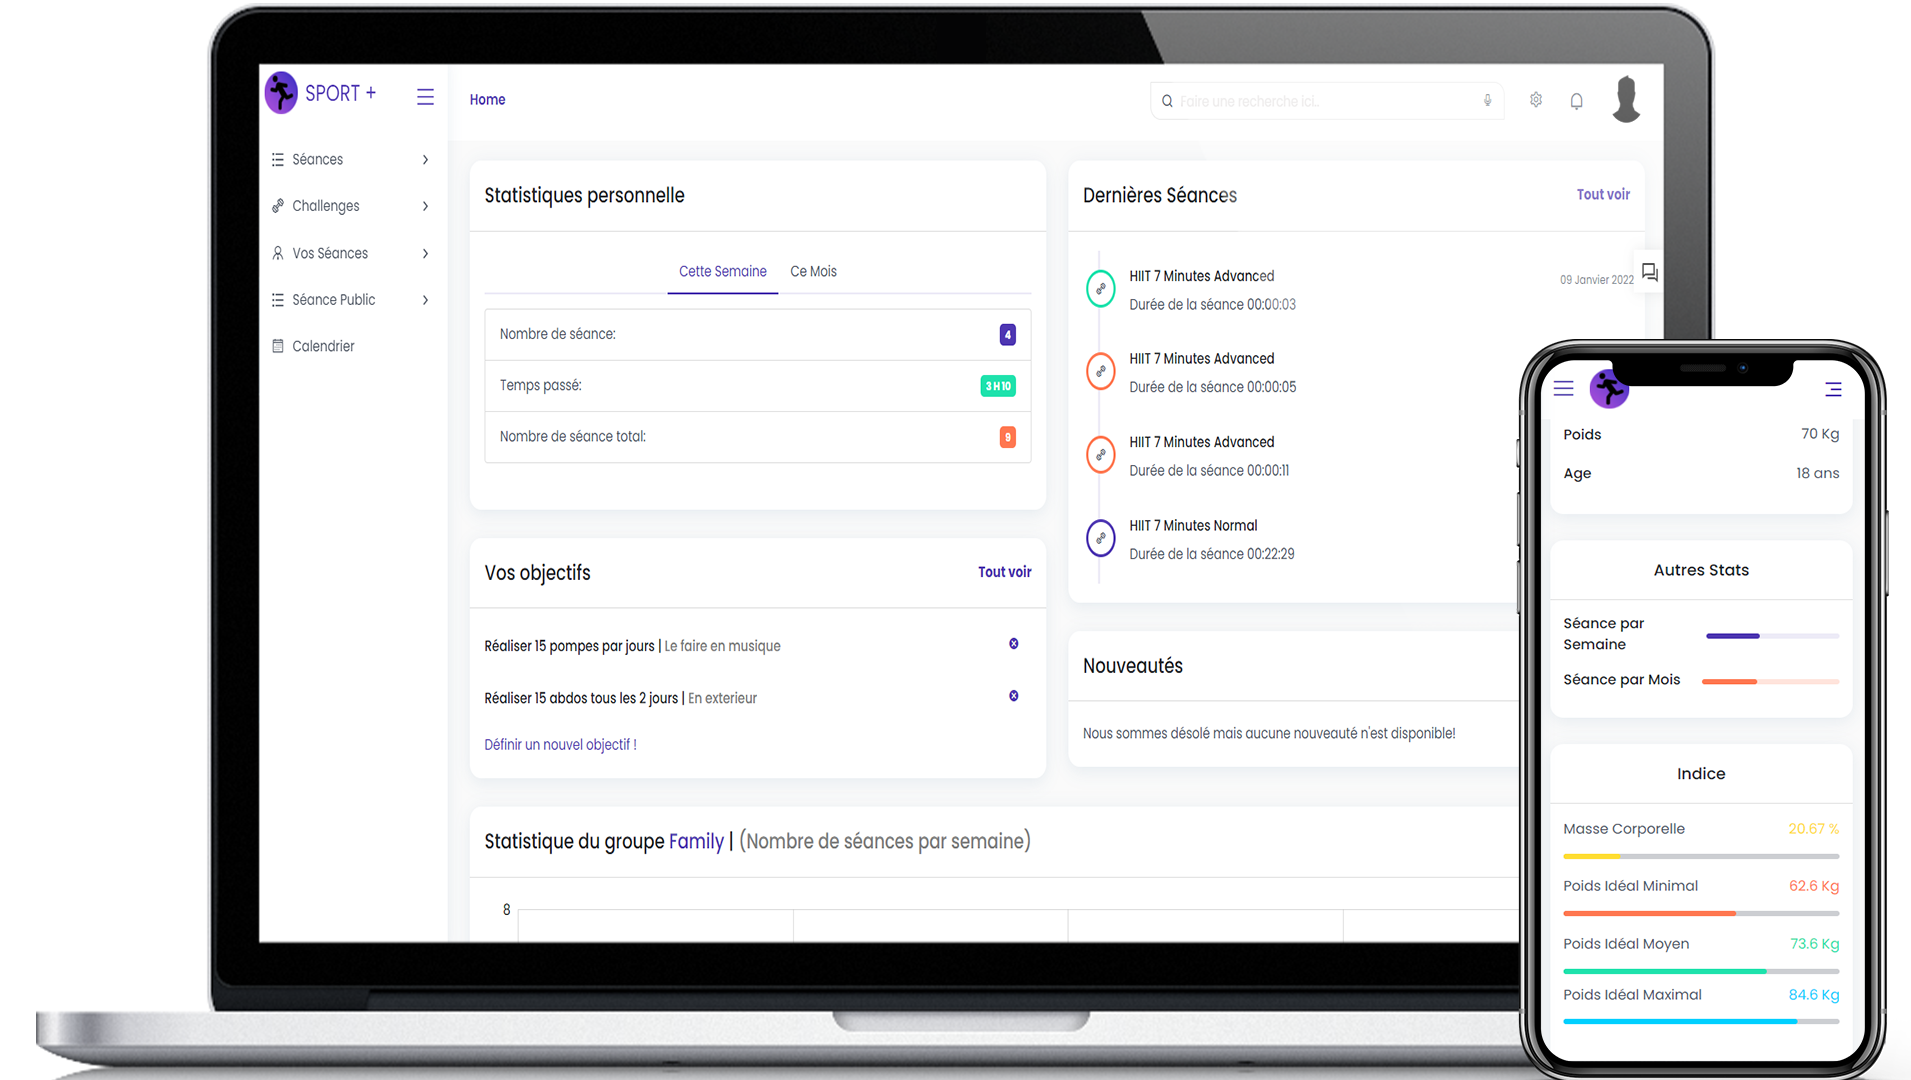 SPORT +
Home
Faire une recherche ici..
Séances
Challenges
Vos Séances
Séance Public
Calendrier
Statistiques personnelle
Cette Semaine
Ce Mois
Nombre de séance:
4
Temps passé:
3 H 10
Nombre de séance total:
9
Vos objectifs
Tout voir
Réaliser 15 pompes par jours | Le faire en musique
Réaliser 15 abdos tous les 2 jours | En exterieur
Définir un nouvel objectif !
Dernières Séances
Tout voir
HIIT 7 Minutes Advanced
09 Janvier 2022
Durée de la séance 00:00:03
HIIT 7 Minutes Advanced
Durée de la séance 00:00:05
HIIT 7 Minutes Advanced
Durée de la séance 00:00:11
HIIT 7 Minutes Normal
Durée de la séance 00:22:29
Nouveautés
Nous sommes désolé mais aucune nouveauté n'est disponible!
Statistique du groupe Family | (Nombre de séances par semaine)
8
Poids
70 Kg
Age
18 ans
Autres Stats
Séance par
Semaine
Séance par Mois
Indice
Masse Corporelle
20.67 %
Poids Idéal Minimal
62.6 Kg
Poids Idéal Moyen
73.6 Kg
Poids Idéal Maximal
84.6 Kg